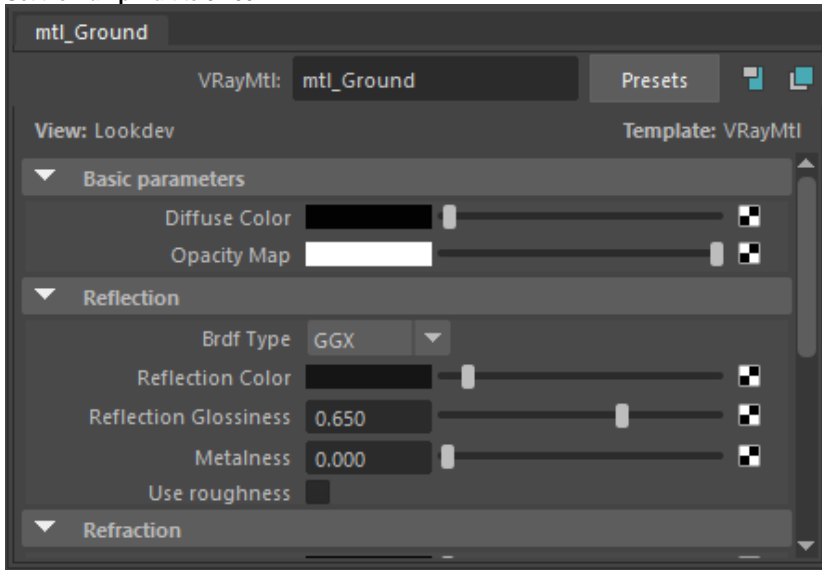 mtl_Ground
VRayMtl: mtl_Ground Presets
View: Lookdev Template: VRayMtl
Basic parameters
Diffuse Color
Opacity Map
Reflection
Brdf Type GGX
Reflection Color
Reflection Glossiness 0.650
Metalness 0.000
Use roughness
Refraction